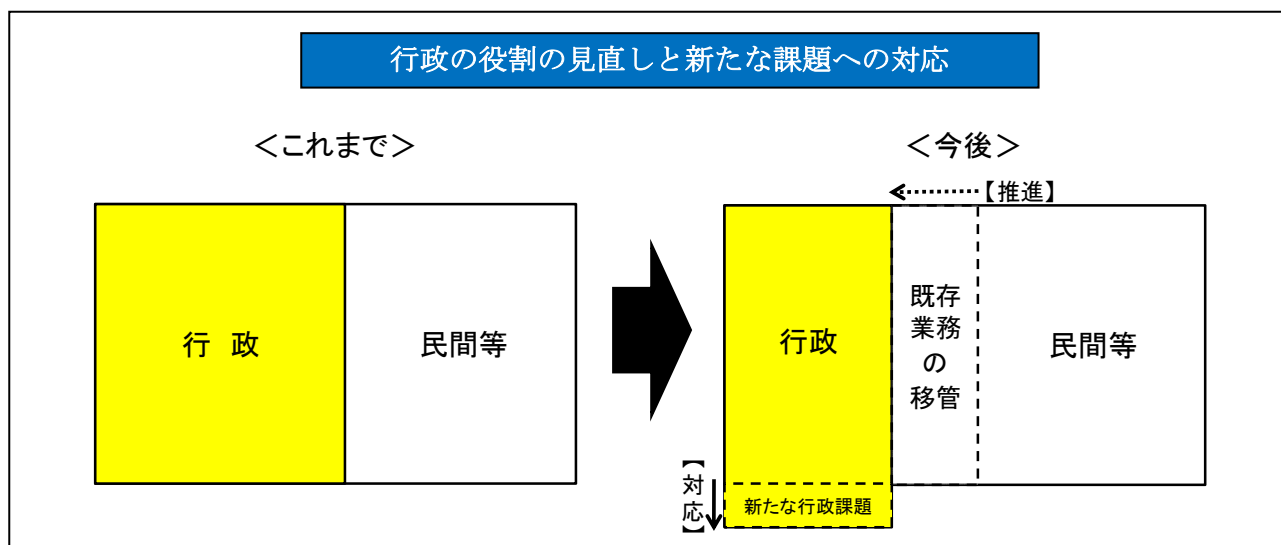 行政の役割の見直しと新たな課題への対応
＜これまで＞
＜今後＞
【推進】
行 政
民間等
行政
既存
業務
の
移管
民間等
【対応】
新たな行政課題